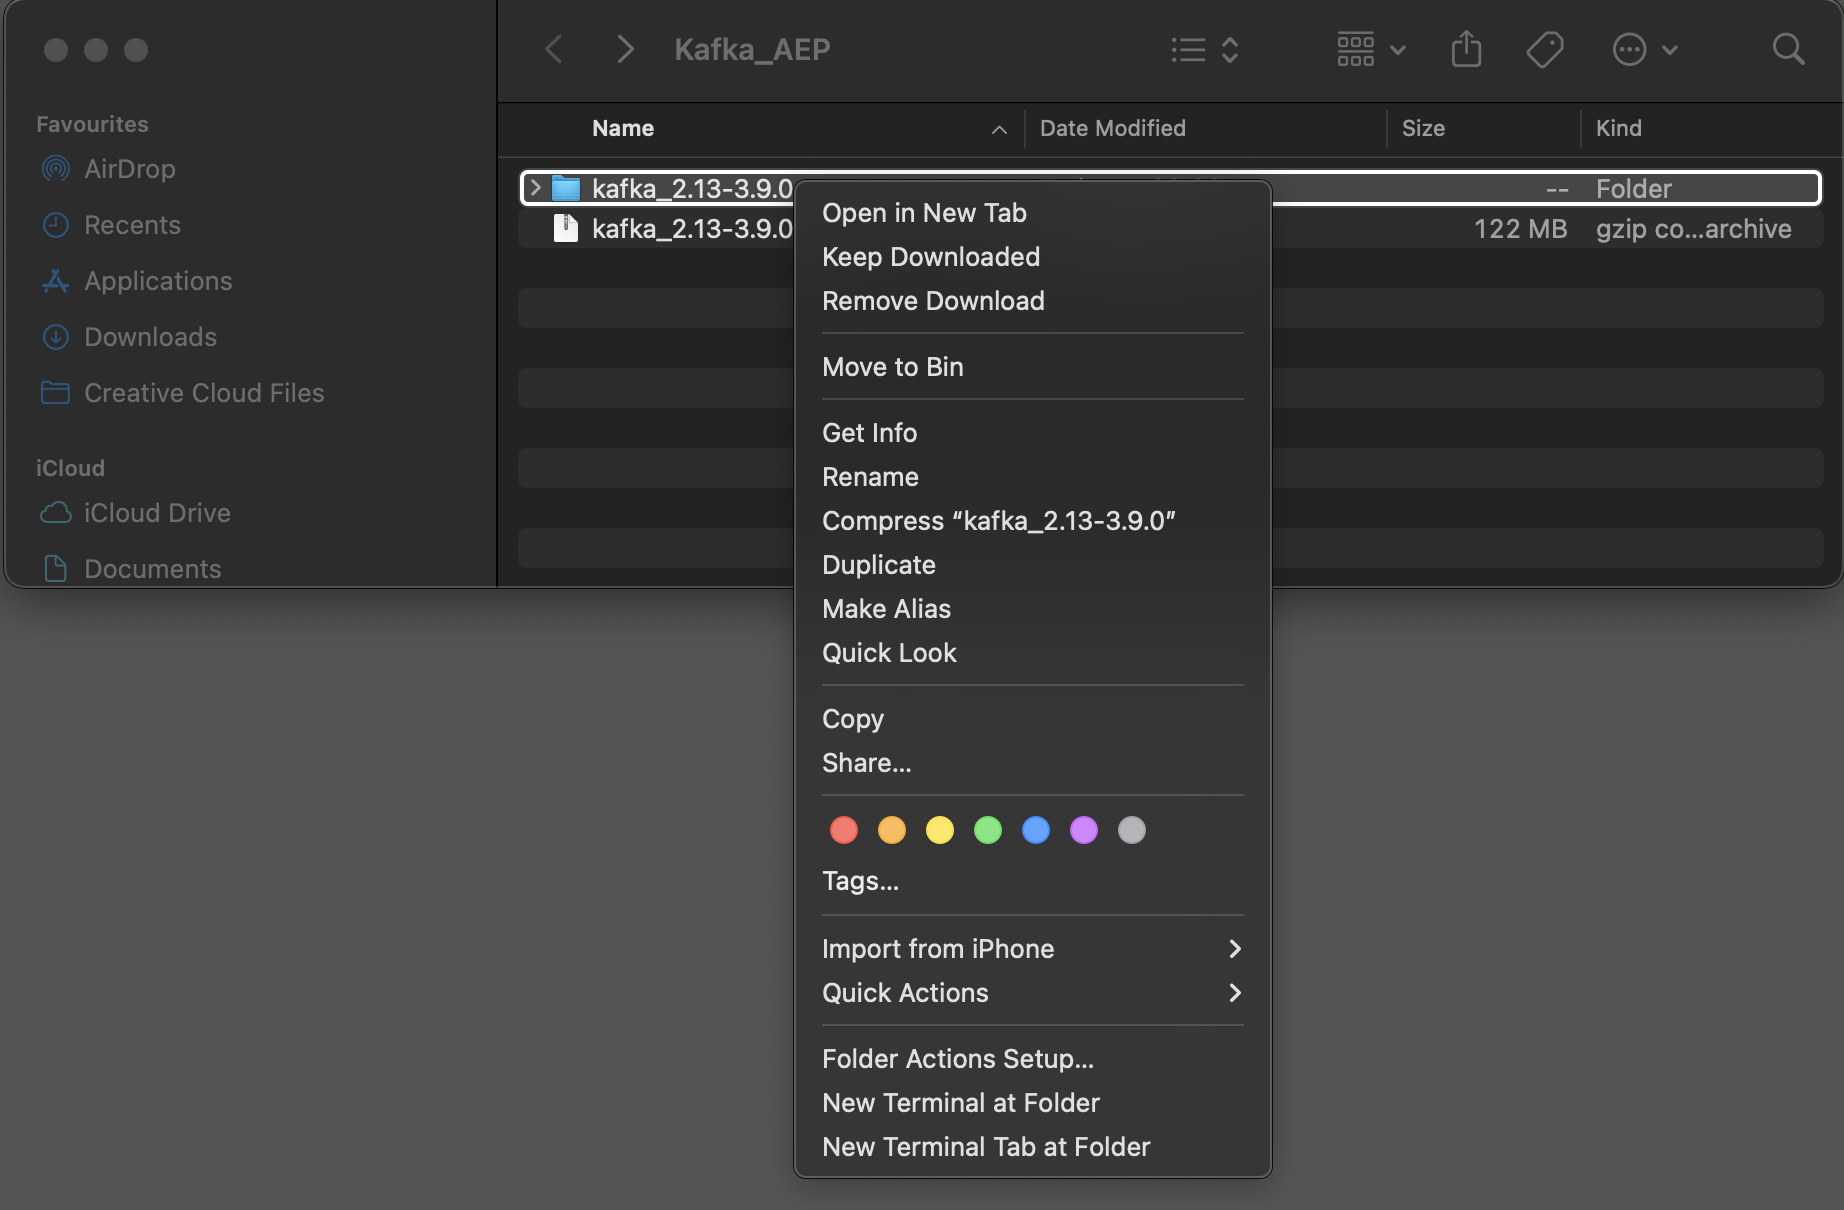 Kafka_AEP
Favourites
AirDrop
Recents
Applications
Downloads
Creative Cloud Files
iCloud
iCloud Drive
Documents
Name Date Modified Size Kind
kafka_2.13-3.9.0 -- Folder
kafka_2.13-3.9.0 122 MB gzip co...archive
Open in New Tab
Keep Downloaded
Remove Download
Move to Bin
Get Info
Rename
Compress “kafka_2.13-3.9.0”
Duplicate
Make Alias
Quick Look
Copy
Share...
Tags...
Import from iPhone
Quick Actions
Folder Actions Setup...
New Terminal at Folder
New Terminal Tab at Folder